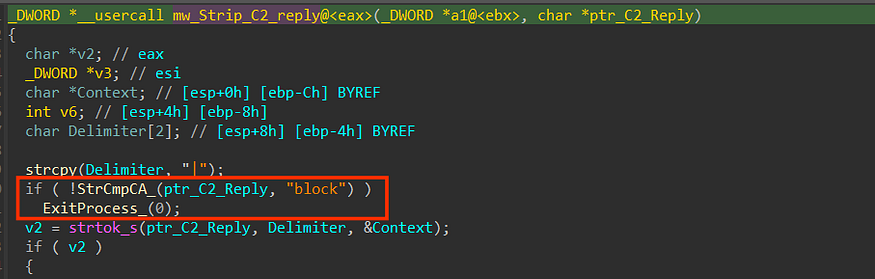 _DWORD *__usercall mw_Strip_C2_reply@<eax>(_DWORD *a1@<ebx>, char *ptr_C2_Reply)
{
char *v2; // eax
_DWORD *v3; // esi
char *Context; // [esp+0h] [ebp-Ch] BYREF
int v6; // [esp+4h] [ebp-8h]
char Delimiter[2]; // [esp+8h] [ebp-4h] BYREF
strcpy(Delimiter, "|");
if ( !StrCmpCA_(ptr_C2_Reply, "block") )
ExitProcess_(0);
v2 = strtok_s(ptr_C2_Reply, Delimiter, &Context);
if ( v2 )
{